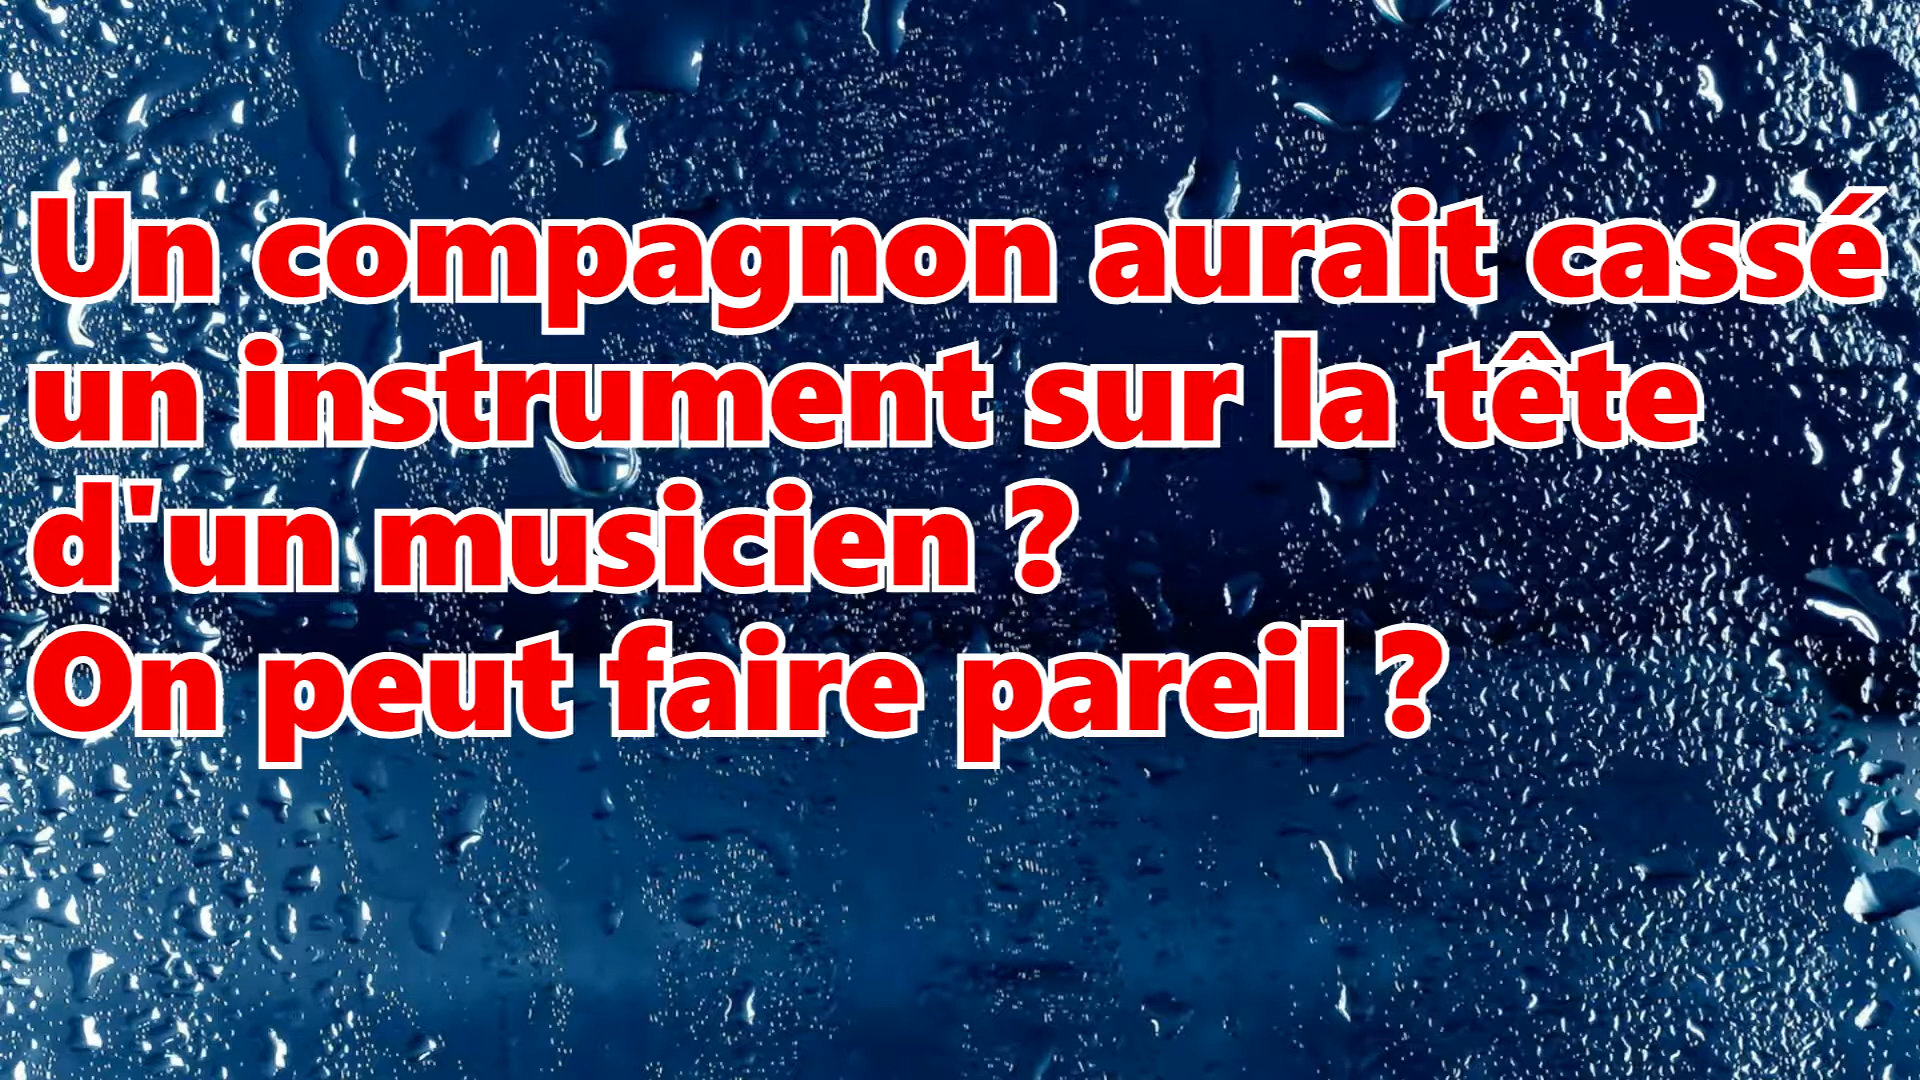 Un compagnon aurait cassé
un instrument sur la tête
d'un musicien ?
On peut faire pareil ?